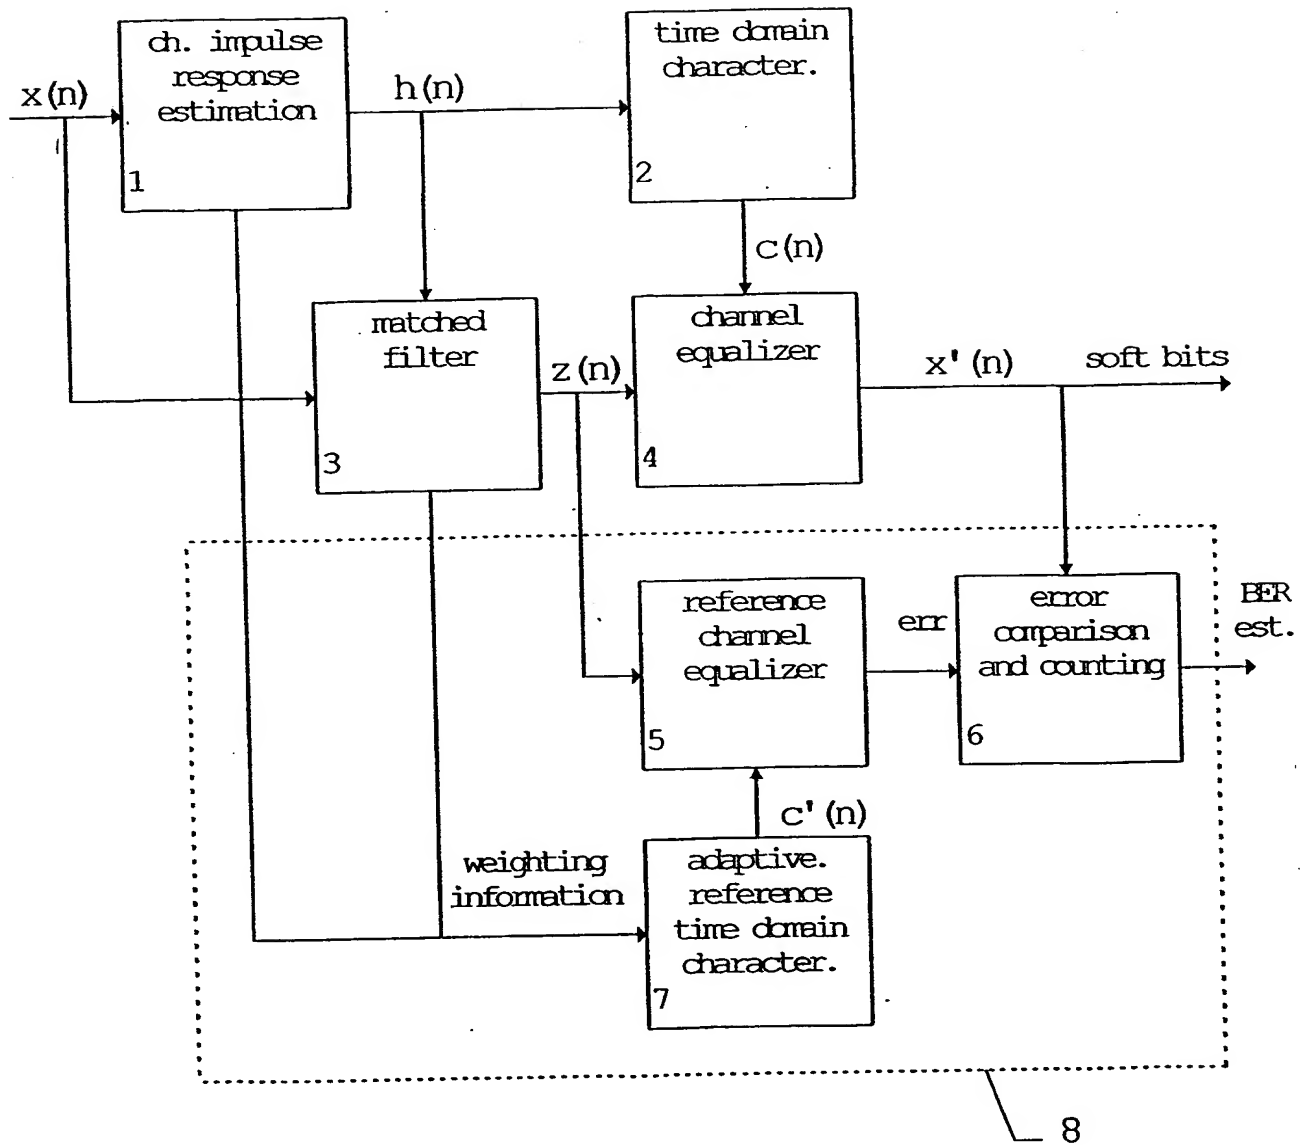 ch. impulse
response
estimation
1
time domain
character.
2
x(n)
h(n)
c(n)
matched
filter
3
z(n)
channel
equalizer
4
x'(n)
soft bits
reference
channel
equalizer
5
err
error
comparison
and counting
6
BER
est.
c'(n)
weighting
information
adaptive.
reference
time domain
character.
7
8